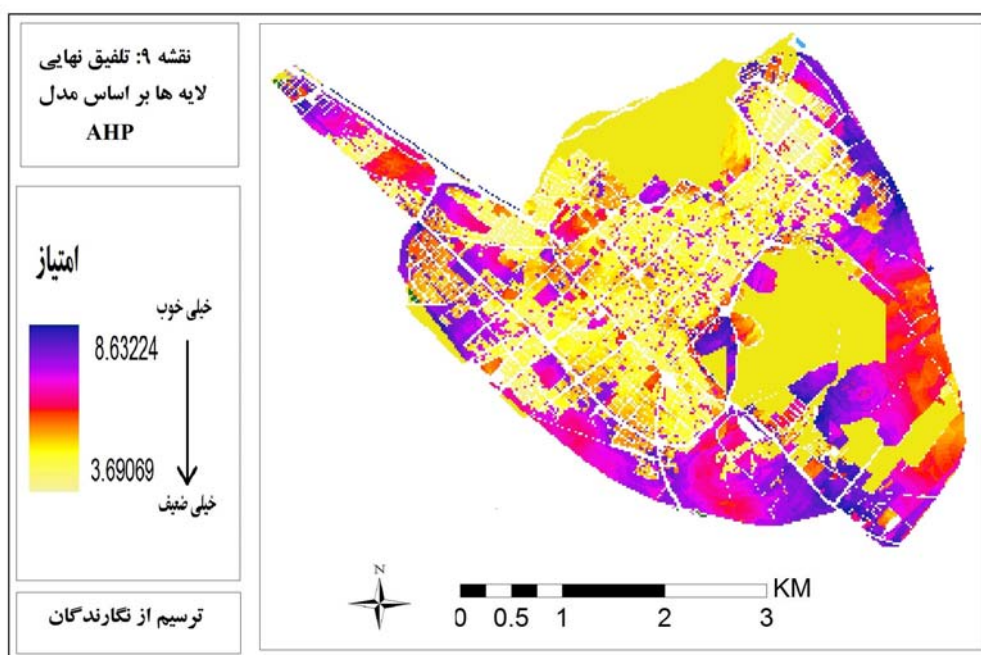 نقشه ۹: تلفیق نهایی
لایه ها بر اساس مدل
AHP
امتیاز
خیلی خوب
8.63224
3.69069
خیلی ضعیف
ترسیم از نگارندگان
N
KM
0 0.5 1 2 3